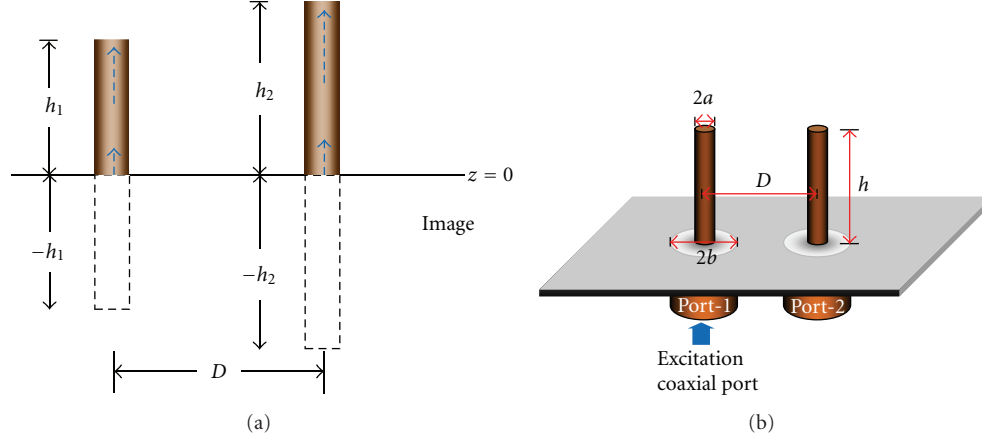 h₁
h₂
z = 0
Image
−h₁
−h₂
D
(a)
2a
D
h
2b
Port-1
Port-2
Excitation
coaxial port
(b)